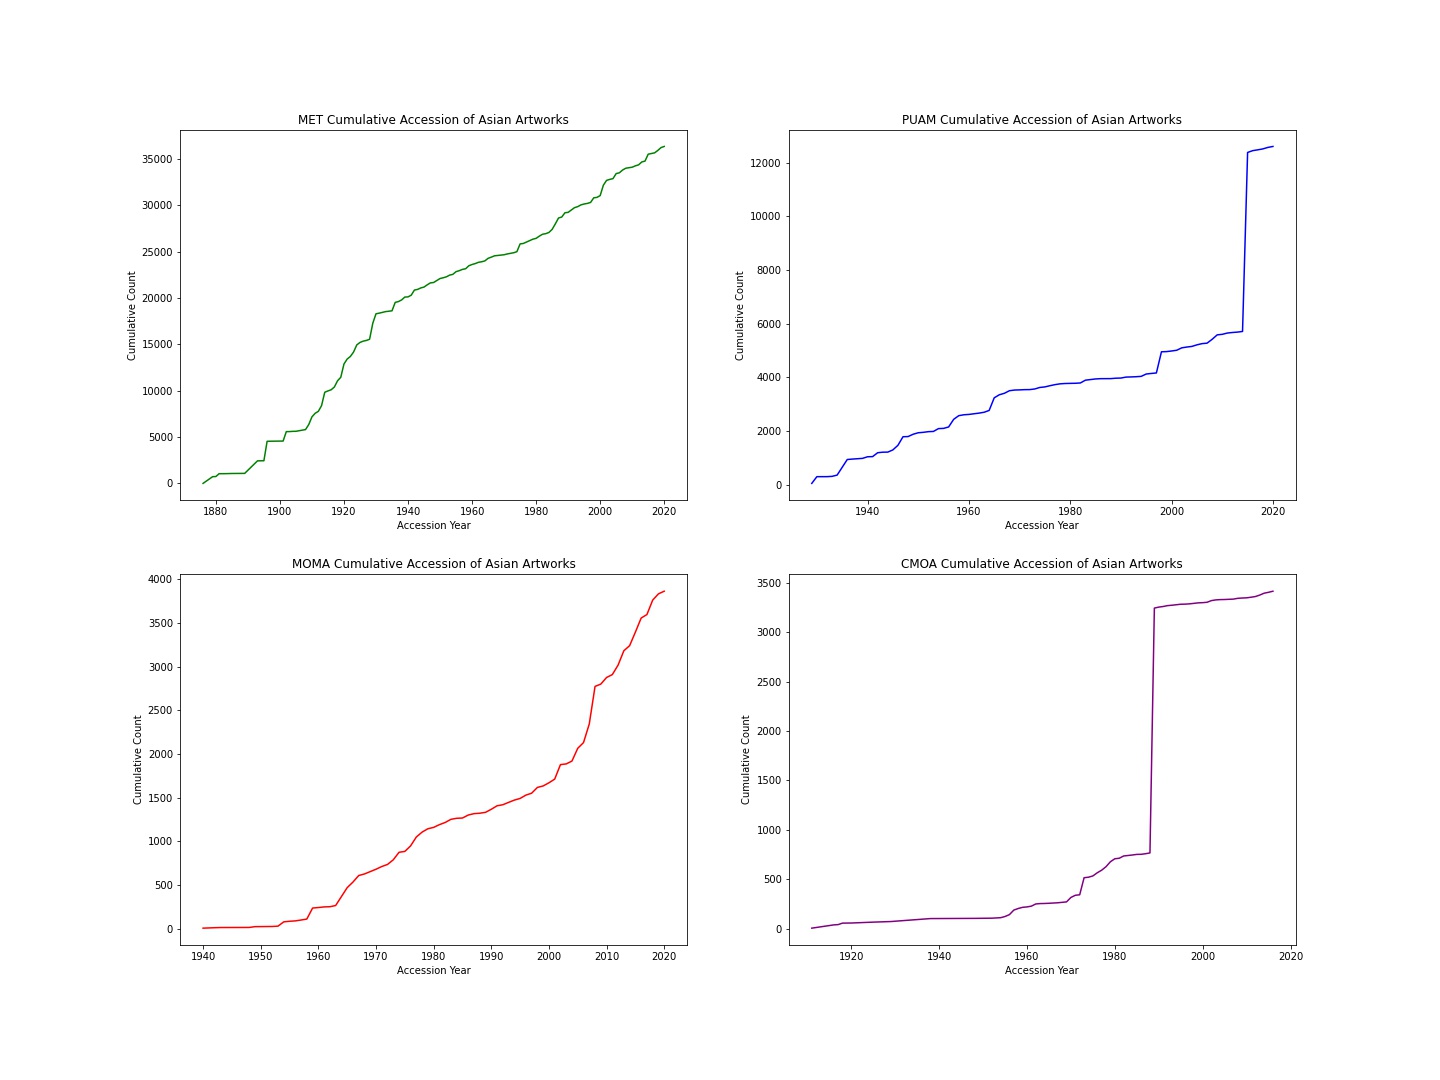 MET Cumulative Accession of Asian Artworks
Cumulative Count
35000
30000
25000
20000
15000
10000
5000
0
1880 1900 1920 1940 1960 1980 2000 2020
Accession Year
PUAM Cumulative Accession of Asian Artworks
Cumulative Count
12000
10000
8000
6000
4000
2000
0
1940 1960 1980 2000 2020
Accession Year
MOMA Cumulative Accession of Asian Artworks
Cumulative Count
4000
3500
3000
2500
2000
1500
1000
500
0
1940 1950 1960 1970 1980 1990 2000 2010 2020
Accession Year
CMOA Cumulative Accession of Asian Artworks
Cumulative Count
3500
3000
2500
2000
1500
1000
500
0
1920 1940 1960 1980 2000 2020
Accession Year